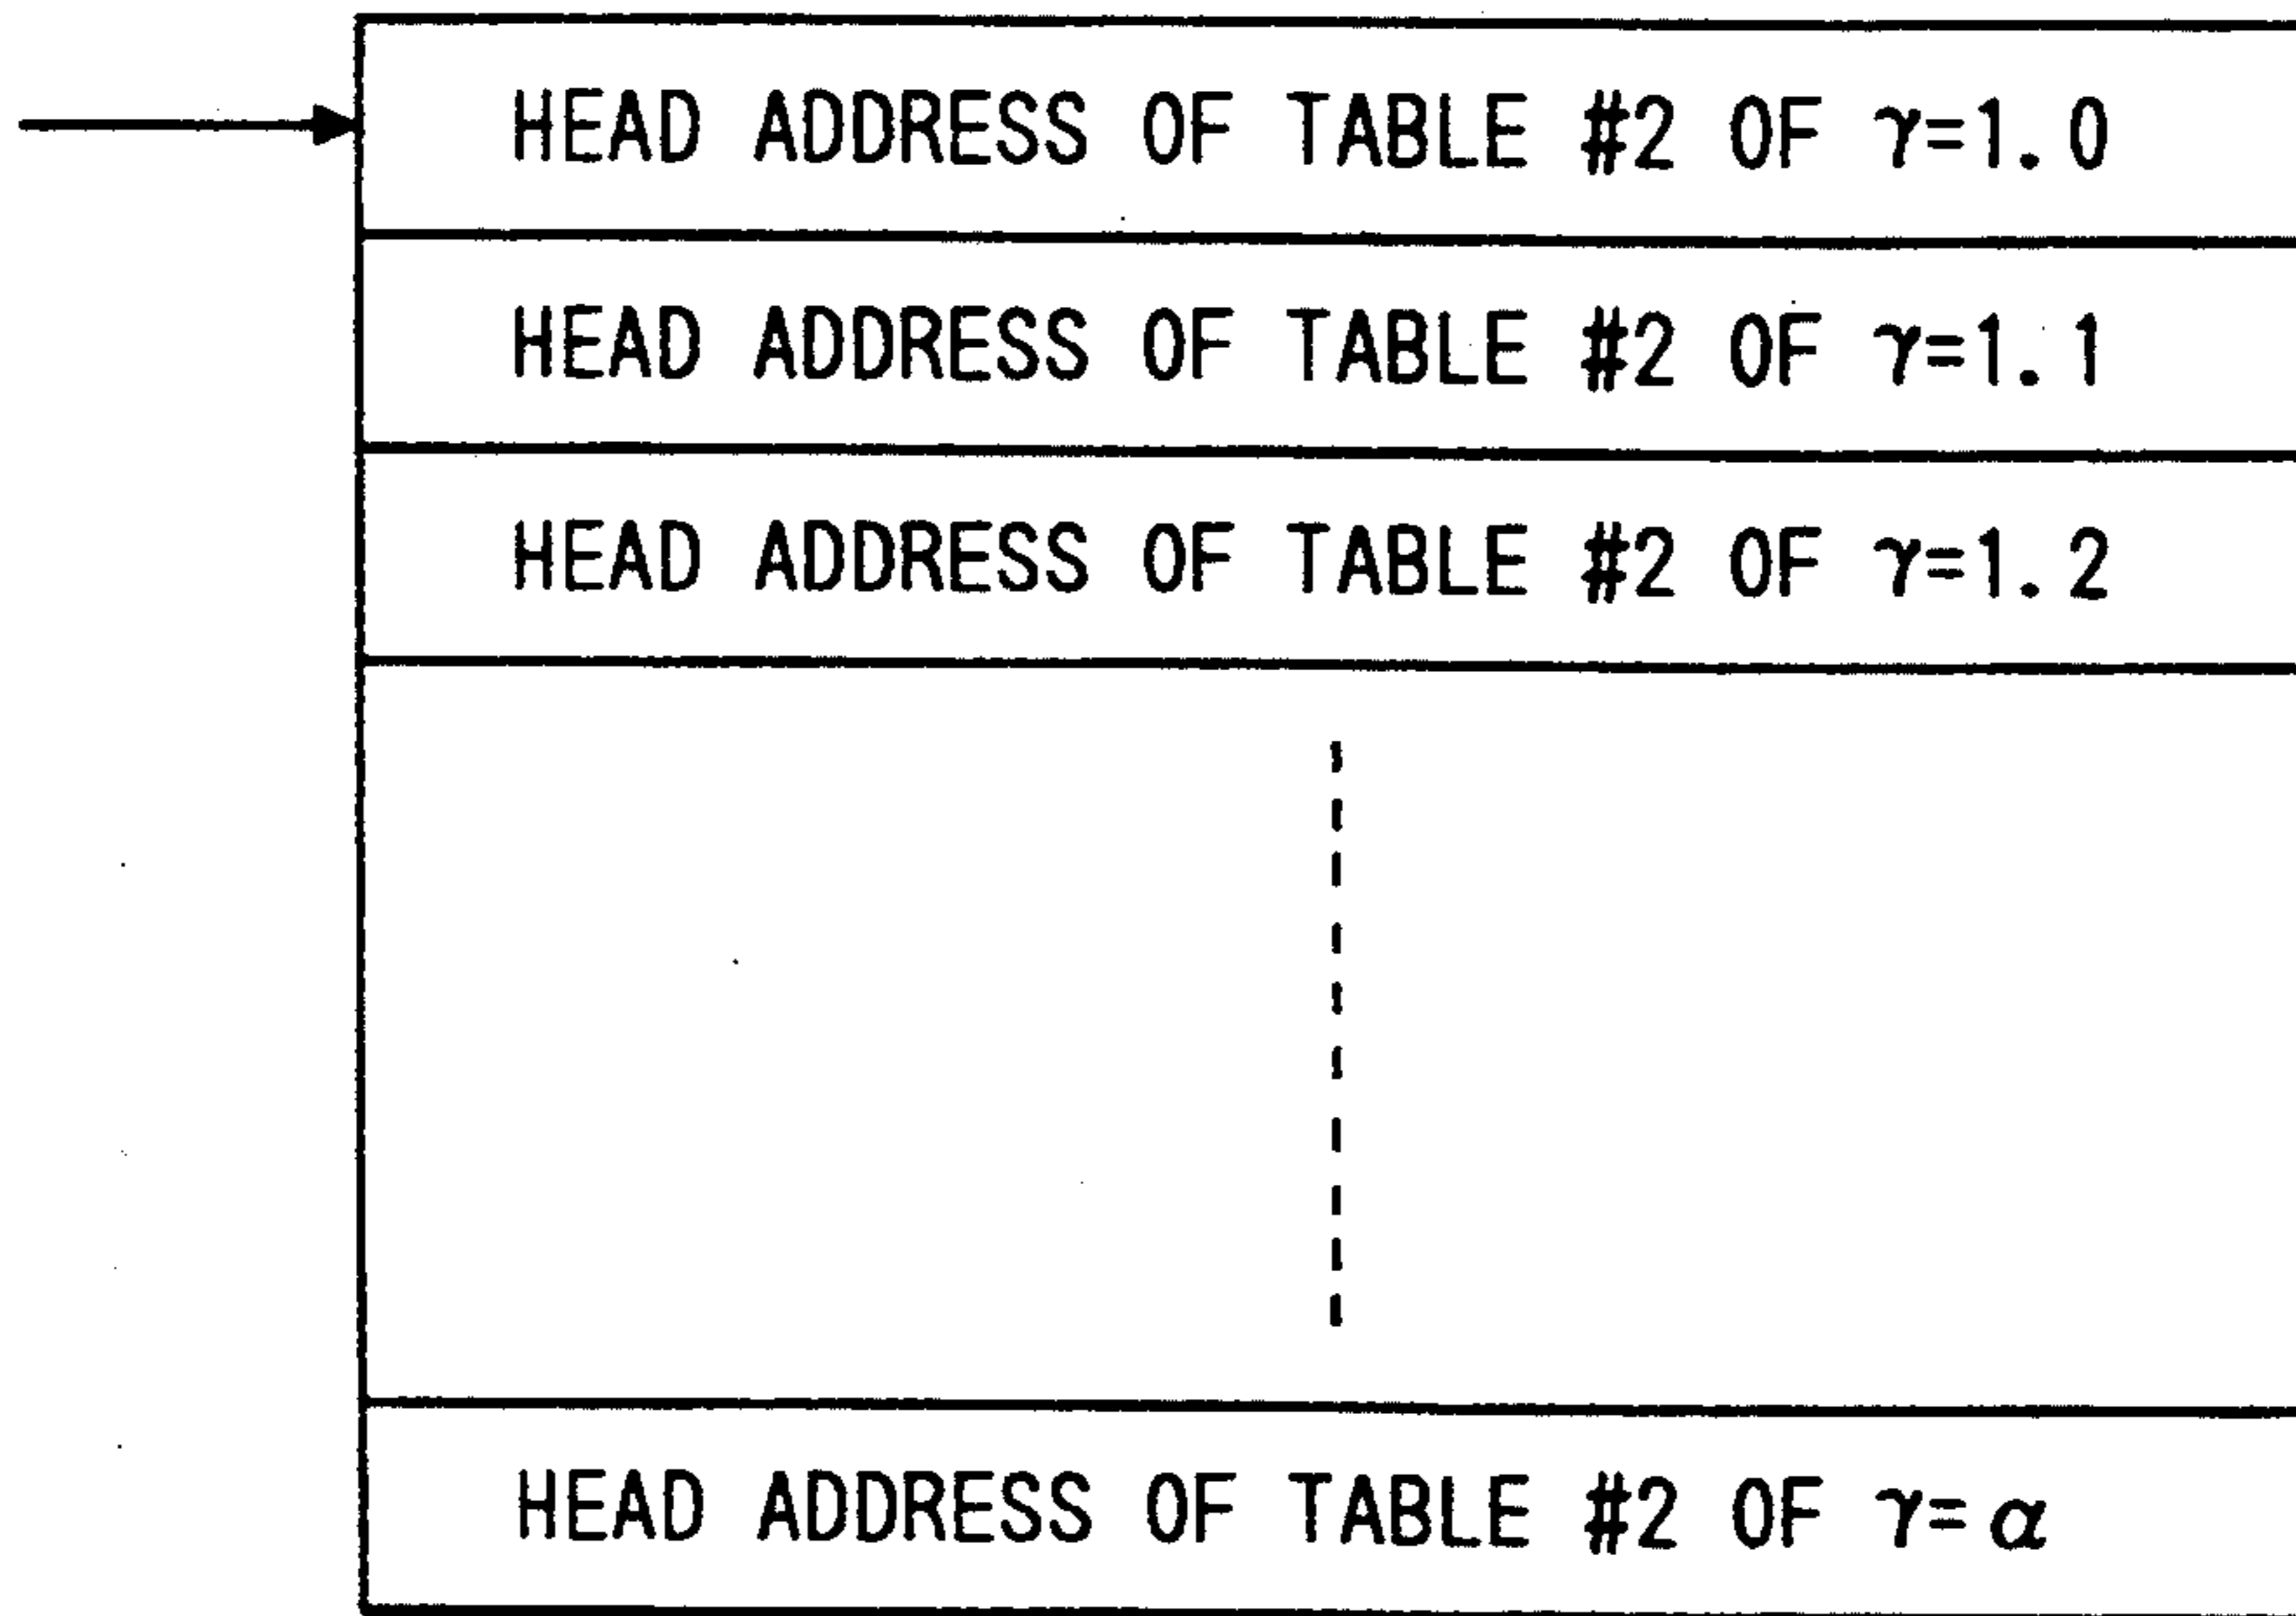 HEAD ADDRESS OF TABLE #2 OF γ=1.0
HEAD ADDRESS OF TABLE #2 OF γ=1.1
HEAD ADDRESS OF TABLE #2 OF γ=1.2
HEAD ADDRESS OF TABLE #2 OF γ=α